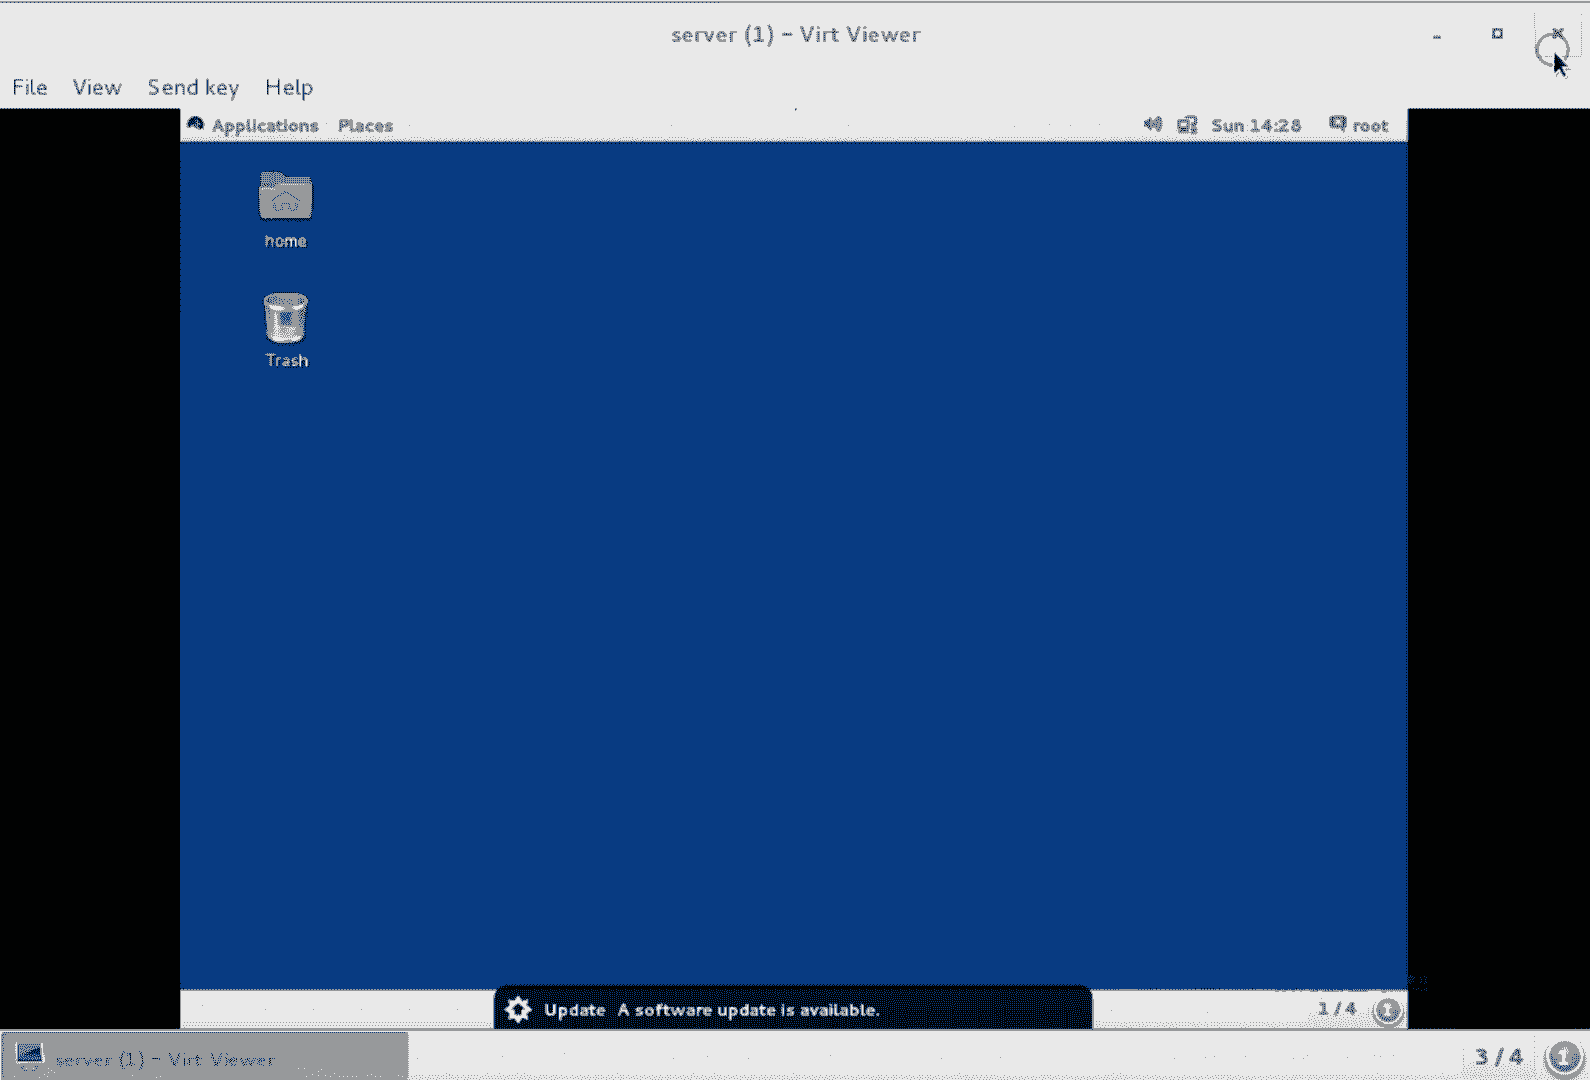 server (1) – Virt Viewer
File View Send key Help
Applications Places Sun 14:28 root
home
Trash
Update A software update is available.
1 / 4 1
server (1) – Virt Viewer
3 / 4 1